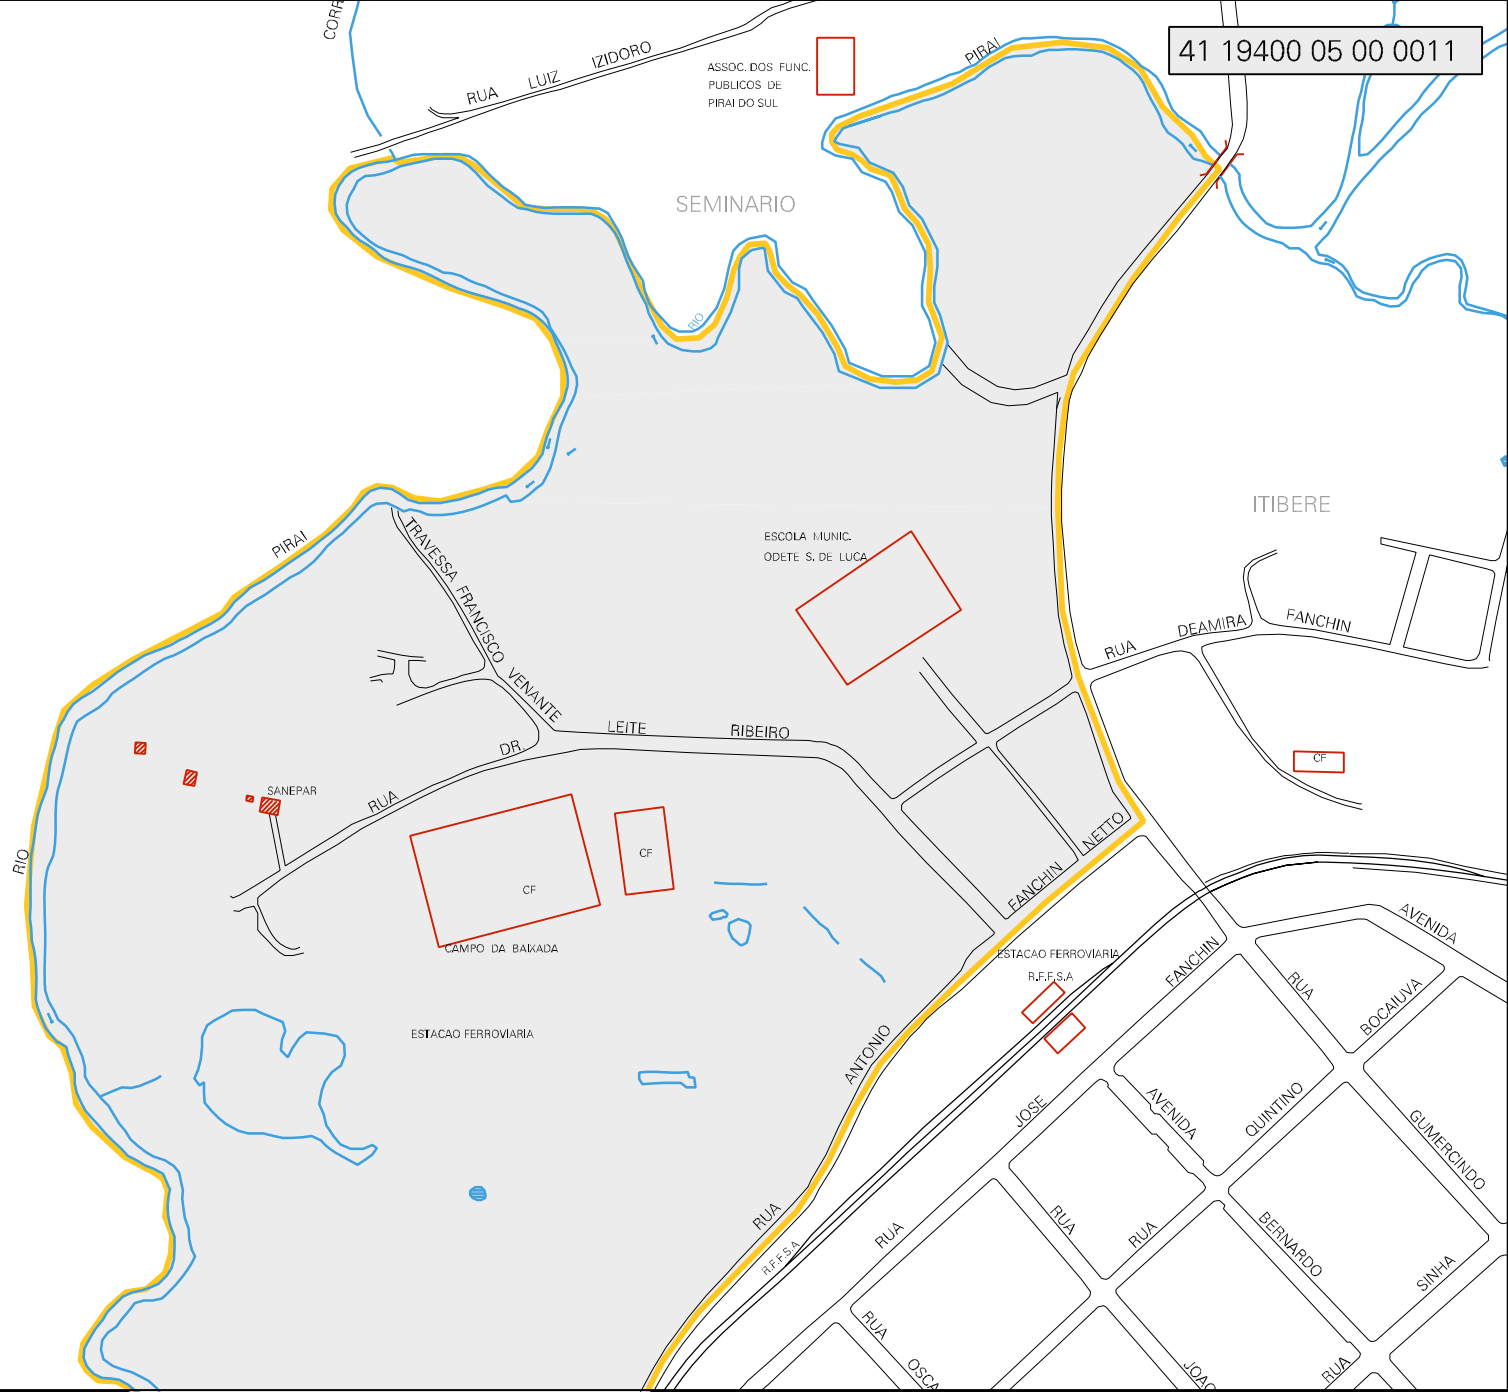 CORR
RUA LUIZ IZIDORO
ASSOC. DOS FUNC.
PUBLICOS DE
PIRAI DO SUL
PIRAI
41 19400 05 00 0011
SEMINARIO
RIO
ITIBERE
PIRAI
TRAVESSA FRANCISCO VENANTE
ESCOLA MUNIC.
ODETE S. DE LUCA
RUA DEAMIRA FANCHIN
RUA DR. LEITE RIBEIRO
SANEPAR
CF
CF
CF
CAMPO DA BAIXADA
RIO
RUA ANTONIO FANCHIN NETTO
ESTACAO FERROVIARIA
R.F.F.S.A
ESTACAO FERROVIARIA
AVENIDA
RUA JOSE FANCHIN
RUA
BOCAIUVA
AVENIDA
QUINTINO
GUMERCINDO
RUA
RUA
BERNARDO
SINHA
R.F.F.S.A
RUA
OSCA
JOAO
RUA